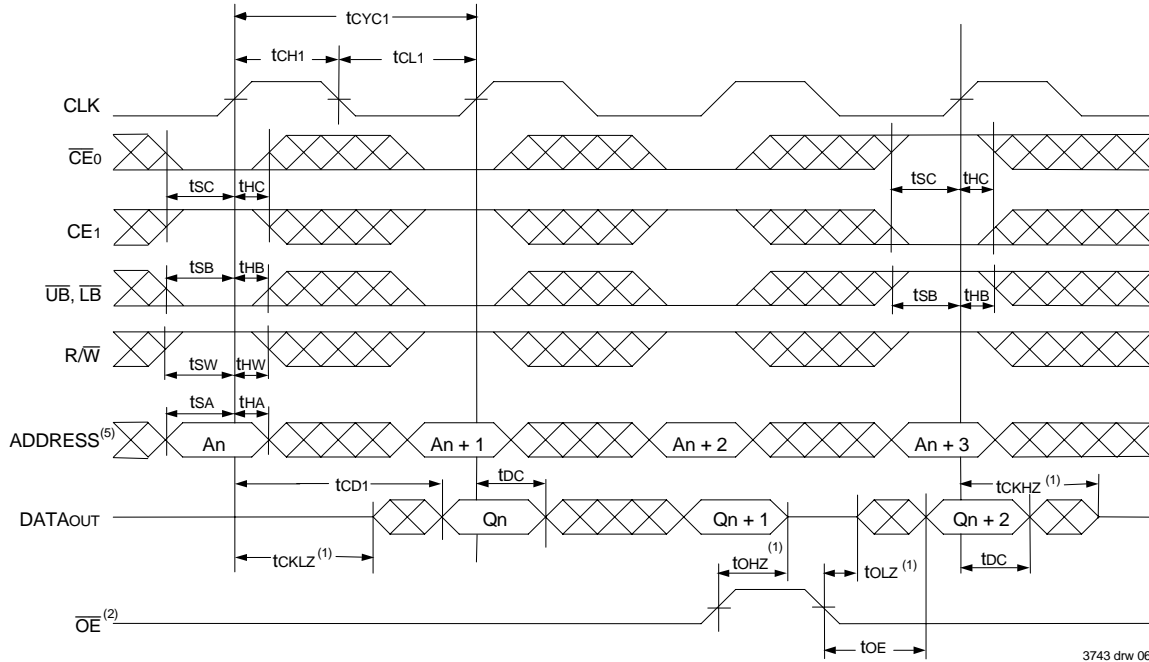 tCYC1
tCH1 tCL1
CLK
CE0
tSC tHC tSC tHC
CE1
tSB tHB
UB, LB
tSB tHB
R/W
tSW tHW
tSA tHA
ADDRESS(5) An An + 1 An + 2 An + 3
tCD1 tDC tCKHZ (1)
DATAOUT Qn Qn + 1 Qn + 2
tCKLZ (1) tOHZ (1) tOLZ (1) tDC
OE (2)
tOE
3743 drw 06